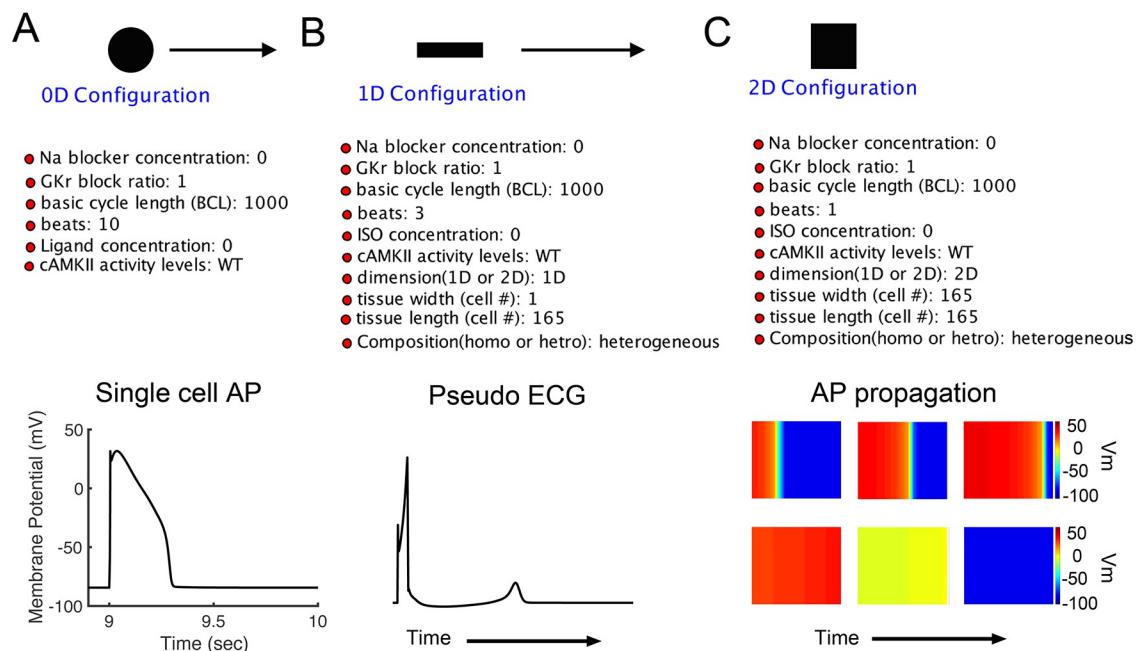 A
0D Configuration
Na blocker concentration: 0
GKr block ratio: 1
basic cycle length (BCL): 1000
beats: 10
Ligand concentration: 0
cAMKII activity levels: WT
Single cell AP
Membrane Potential (mV)
50
0
-50
-100
9
9.5
10
Time (sec)
B
1D Configuration
Na blocker concentration: 0
GKr block ratio: 1
basic cycle length (BCL): 1000
beats: 3
ISO concentration: 0
cAMKII activity levels: WT
dimension(1D or 2D): 1D
tissue width (cell #): 1
tissue length (cell #): 165
Composition(homo or hetro): heterogeneous
Pseudo ECG
Time
C
2D Configuration
Na blocker concentration: 0
GKr block ratio: 1
basic cycle length (BCL): 1000
beats: 1
ISO concentration: 0
cAMKII activity levels: WT
dimension(1D or 2D): 2D
tissue width (cell #): 165
tissue length (cell #): 165
Composition(homo or hetro): heterogeneous
AP propagation
50
0
-50
-100
Vm
50
0
-50
-100
Vm
Time